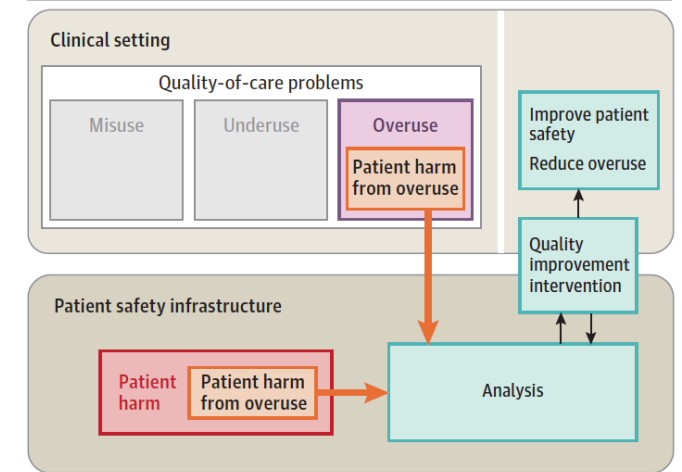 Clinical setting
Quality-of-care problems
Misuse
Underuse
Overuse
Patient harm
from overuse
Improve patient
safety
Reduce overuse
Quality
improvement
intervention
Patient safety infrastructure
Patient
harm
Patient harm
from overuse
Analysis